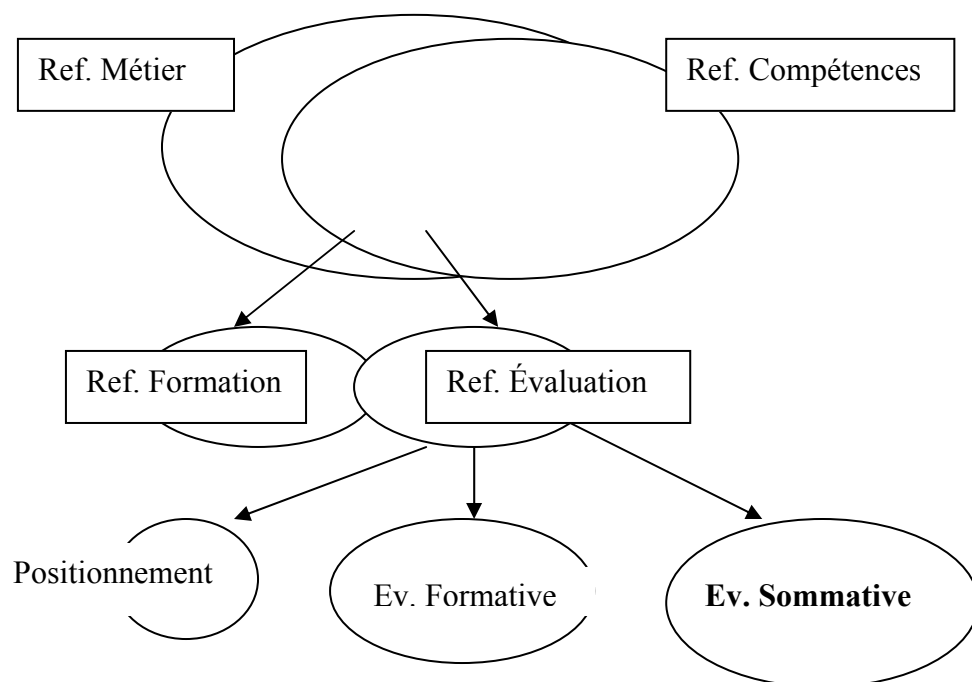 Ref. Métier
Ref. Compétences
Ref. Formation
Ref. Évaluation
Positionnement
Ev. Formative
Ev. Sommative